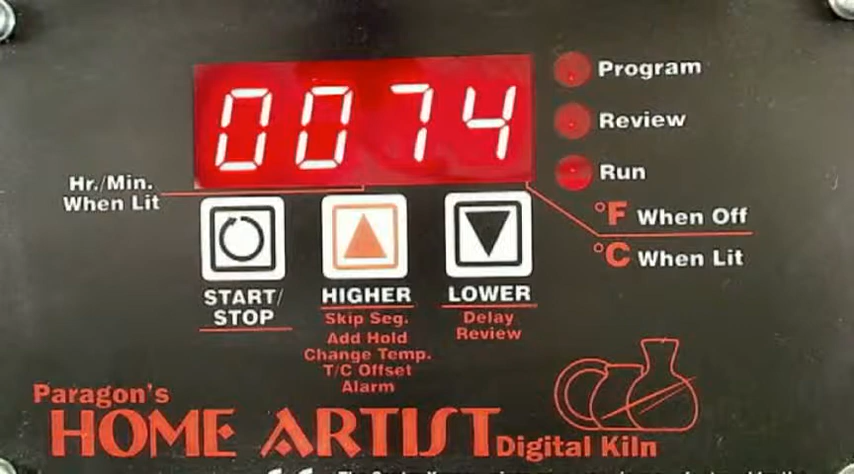 0074
Program
Review
Run
Hr./Min.
When Lit
°F When Off
°C When Lit
START/
STOP
HIGHER
Skip Seg.
Add Hold
Change Temp.
T/C Offset
Alarm
LOWER
Delay
Review
Paragon's
HOME ARTIST Digital Kiln